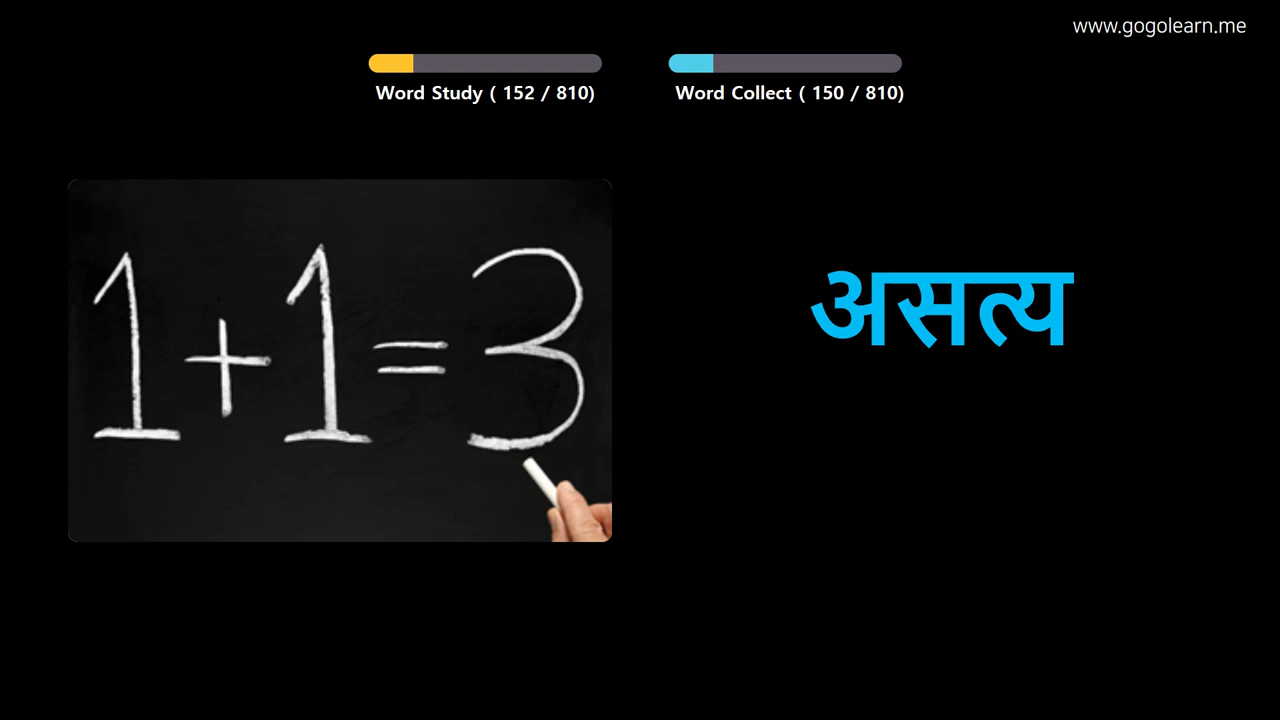 www.gogolearn.me
Word Study ( 152 / 810)
Word Collect ( 150 / 810)
1+1=3
असत्य